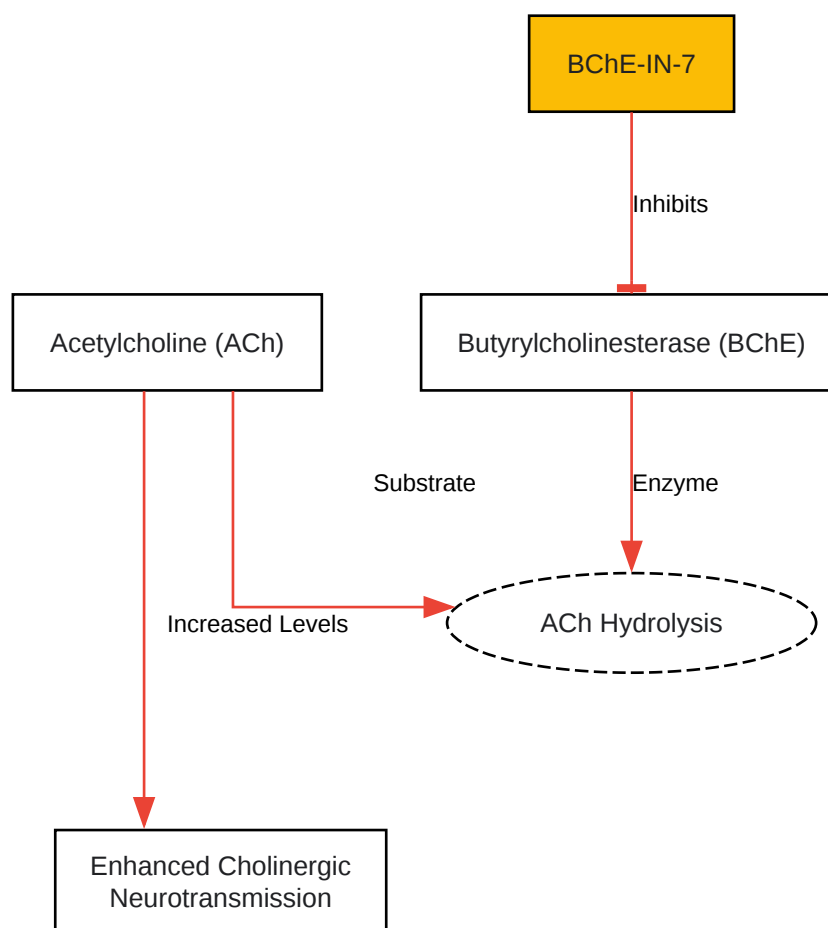 BChE-IN-7
Inhibits
Acetylcholine (ACh)
Butyrylcholinesterase (BChE)
Substrate
Enzyme
Increased Levels
ACh Hydrolysis
Enhanced Cholinergic
Neurotransmission